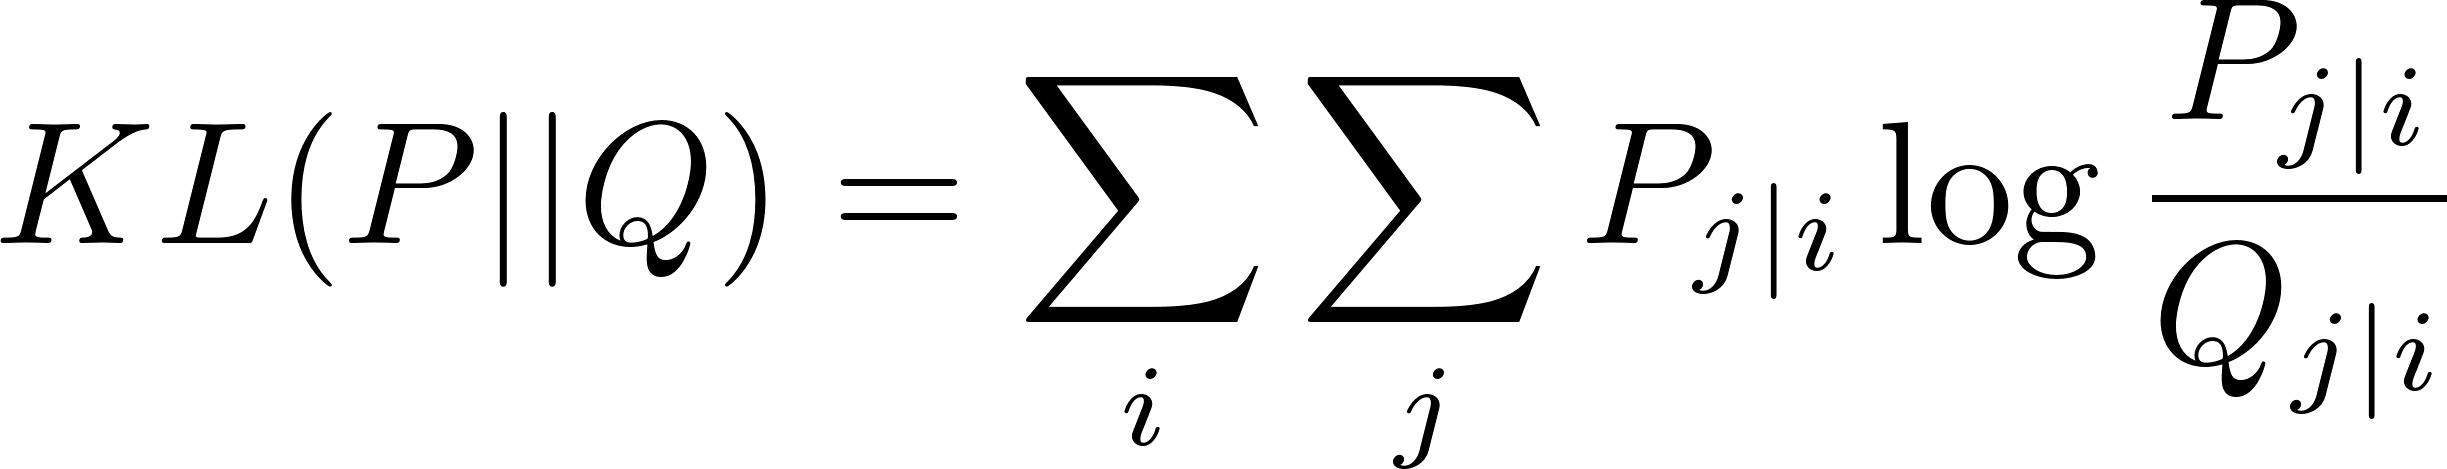 KL(P||Q) = \sum_i \sum_j P_{j|i} \log \frac{P_{j|i}}{Q_{j|i}}